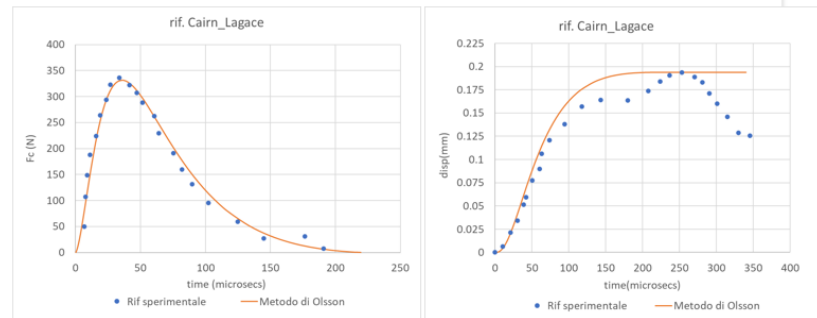 rif. Cairn_Lagace
400
350
300
250
200
150
100
50
0
Fc (N)
0 50 100 150 200 250
time (microsecs)
Rif sperimentale Metodo di Olsson
rif. Cairn_Lagace
0.225
0.2
0.175
0.15
0.125
0.1
0.075
0.05
0.025
0
disp(mm)
0 50 100 150 200 250 300 350 400
time(microsecs)
Rif sperimentale Metodo di Olsson